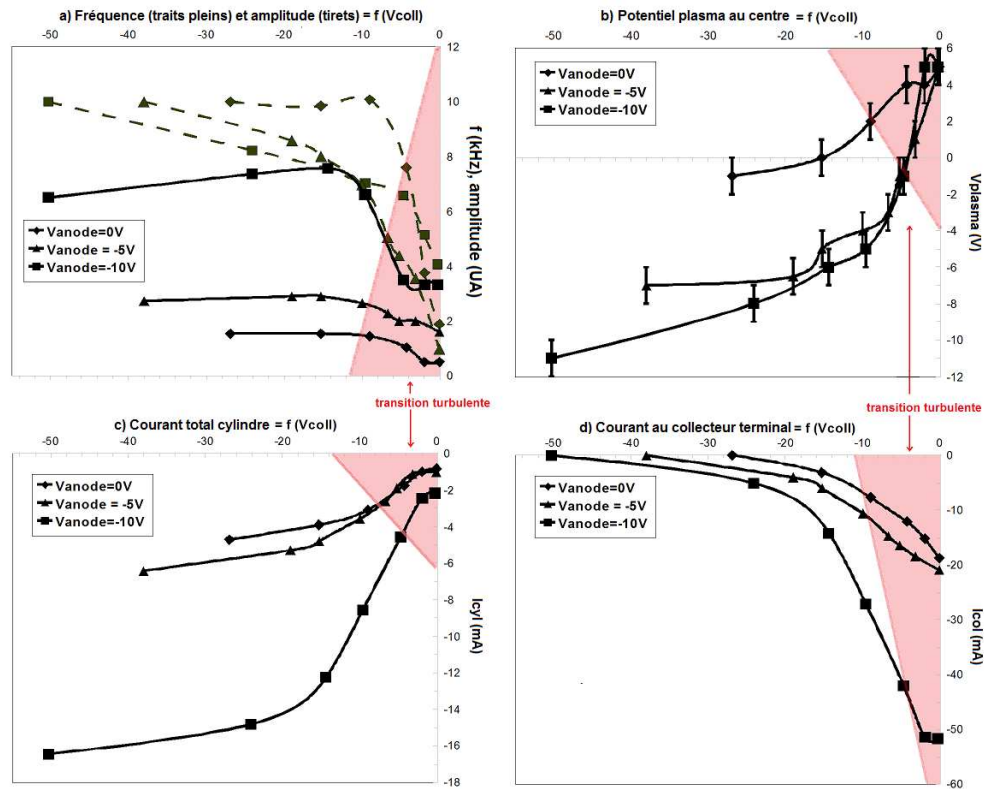 a) Fréquence (traits pleins) et amplitude (tirets) = f (Vcoll)
-50 -40 -30 -20 -10 0
12
10
8
6
4
2
0
f (kHz), amplitude (UA)
Vanode=0V
Vanode = -5V
Vanode=-10V
b) Potentiel plasma au centre = f (Vcoll)
-50 -40 -30 -20 -10 0
6
4
2
0
-2
-4
-6
-8
-10
-12
Vplasma (V)
Vanode=0V
Vanode = -5V
Vanode=-10V
transition turbulente
transition turbulente
c) Courant total cylindre = f (VColl)
-50 -40 -30 -20 -10 0
0
-2
-4
-6
-8
-10
-12
-14
-16
-18
Icyl (mA)
Vanode=0V
Vanode = -5V
Vanode=-10V
d) Courant au collecteur terminal = f (VColl)
-50 -40 -30 -20 -10 0
0
-10
-20
-30
-40
-50
-60
Icol (mA)
Vanode=0V
Vanode = -5V
Vanode=-10V